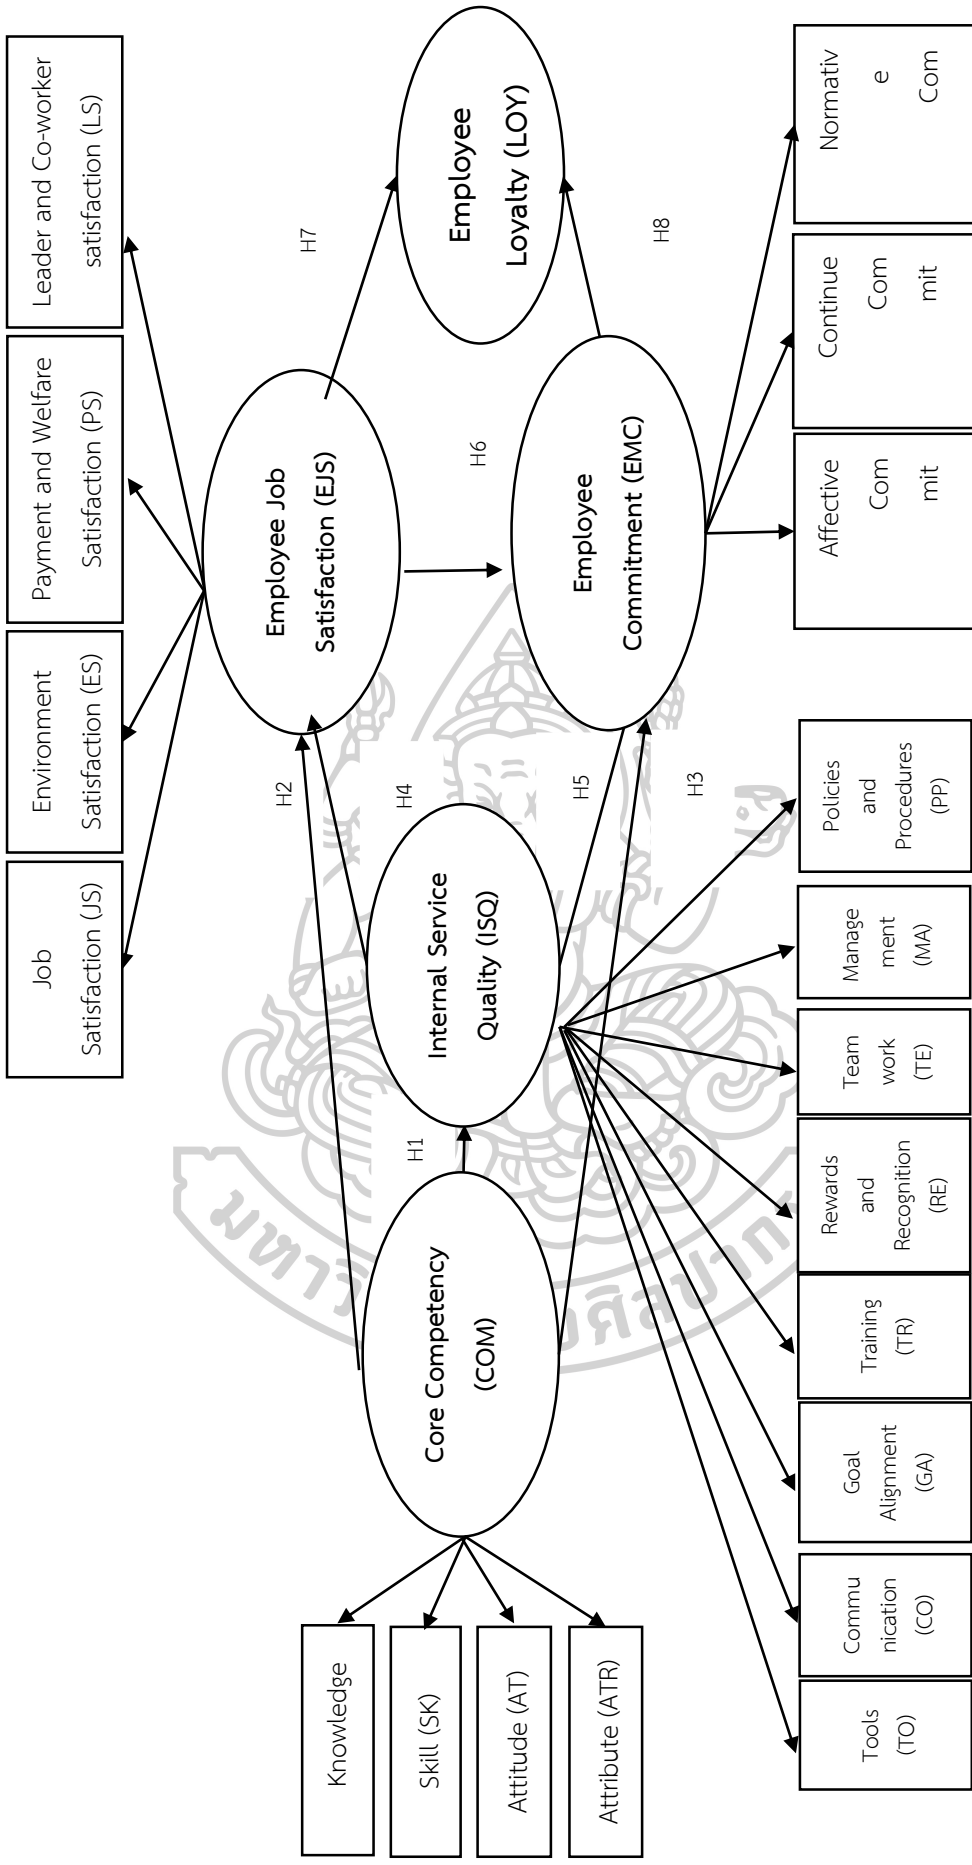 Job
Satisfaction (JS)
Environment
Satisfaction (ES)
Payment and Welfare
Satisfaction (PS)
Leader and Co-worker
satisfaction (LS)
Employee Job
Satisfaction (EJS)
H2
H7
H4
Knowledge
Skill (SK)
Attitude (AT)
Attribute (ATR)
Core Competency
(COM)
H1
Internal Service
Quality (ISQ)
H6
Employee
Loyalty (LOY)
H5
Employee
Commitment (EMC)
H3
H8
Tools
(TO)
Commu
nication
(CO)
Goal
Alignment
(GA)
Training
(TR)
Rewards
and
Recognition
(RE)
Team
work
(TE)
Manage
ment
(MA)
Policies
and
Procedures
(PP)
Affective
Com
mit
Continue
Com
mit
Normativ
e
Com